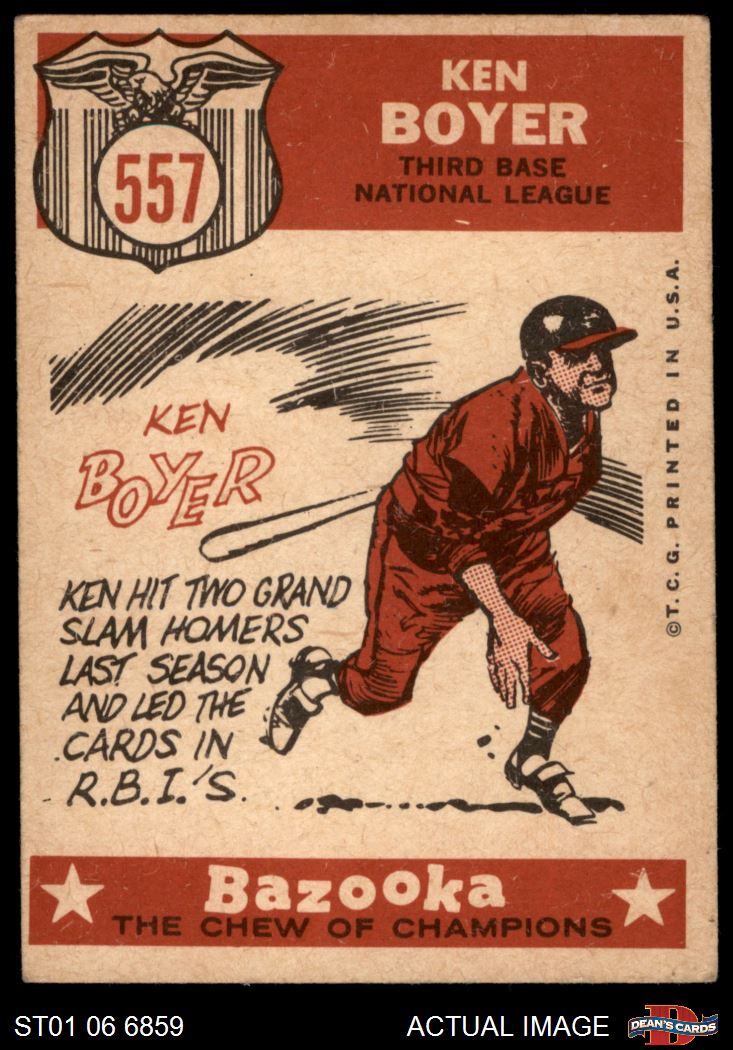 557
KEN
BOYER
THIRD BASE
NATIONAL LEAGUE
©T.C.G. PRINTED IN U.S.A.
KEN
BOYER
KEN HIT TWO GRAND
SLAM HOMERS
LAST SEASON
AND LED THE
CARDS IN
R.B.I.'S.
Bazooka
THE CHEW OF CHAMPIONS
ST01 06 6859
ACTUAL IMAGE
D
DEAN'S CARDS